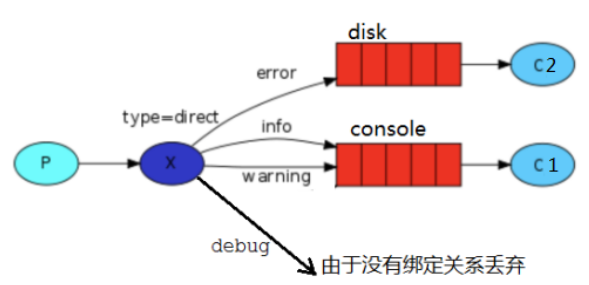 disk
error
C2
type=direct
info
console
P
X
warning
C1
debug
由于没有绑定关系丢弃